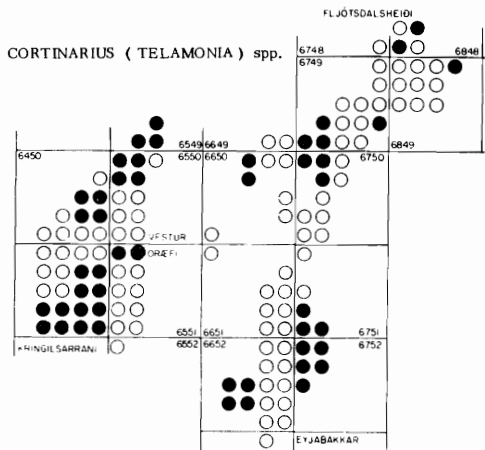 FLJÓTSDALSHEIÐI
CORTINARIUS ( TELAMONIA ) spp.
6748 6848
6749
6450 6549 6649 6750 6849
6550 6650
VESTUR
ÖRÆFI
6551 6651 6751
KRINGILSÁRRANI 6552 6652 6752
EYJABAKKAR